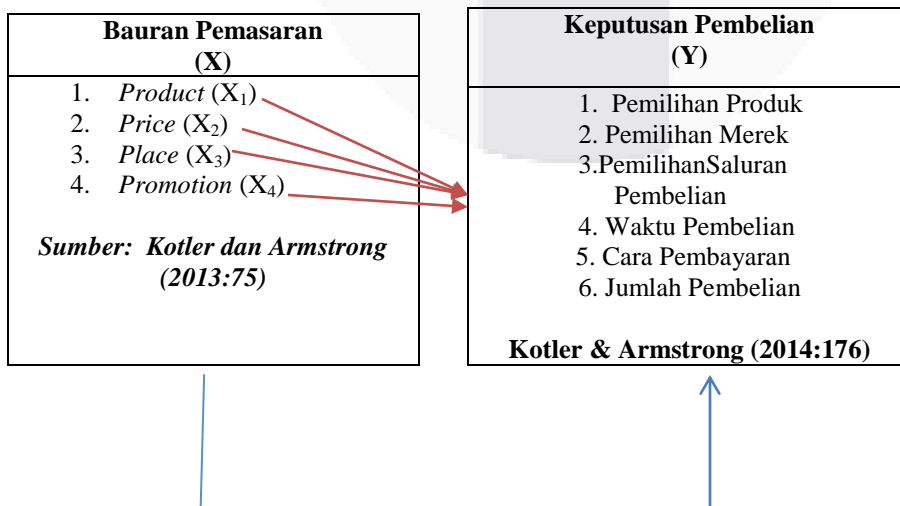 Bauran Pemasaran
(X)
1. Product (X₁)
2. Price (X₂)
3. Place (X₃)
4. Promotion (X₄)
Sumber: Kotler dan Armstrong
(2013:75)
Keputusan Pembelian
(Y)
1. Pemilihan Produk
2. Pemilihan Merek
3.PemilihanSaluran
Pembelian
4. Waktu Pembelian
5. Cara Pembayaran
6. Jumlah Pembelian
Kotler & Armstrong (2014:176)